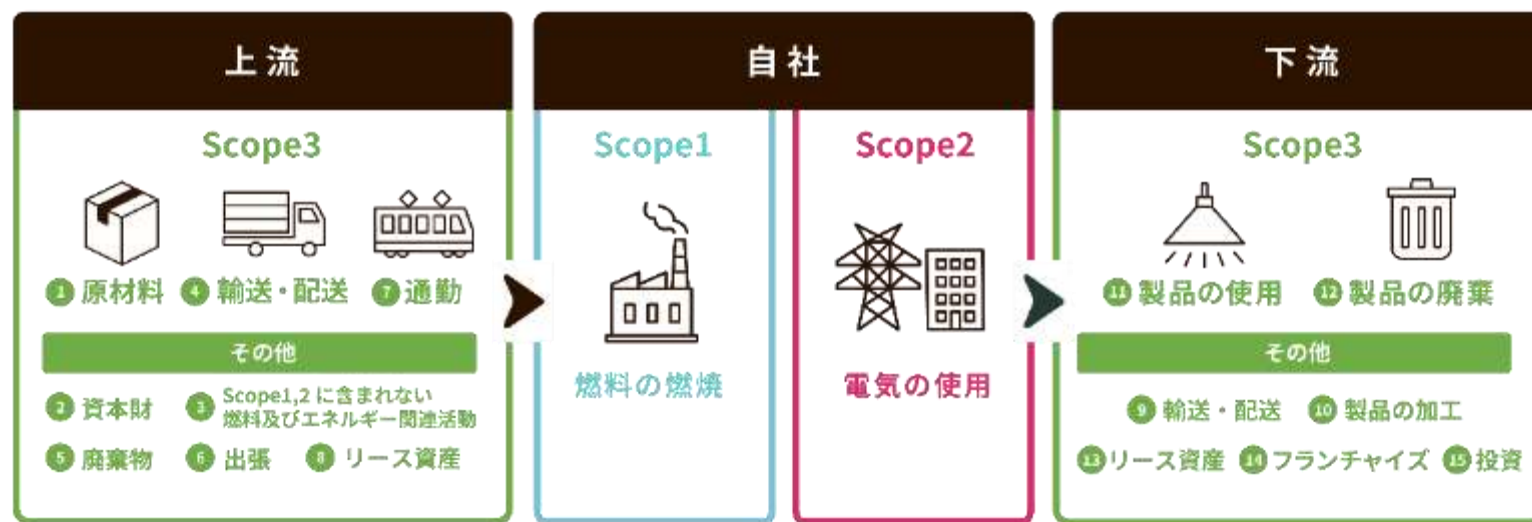 上流
Scope3
1 原材料 4 輸送・配送 7 通勤
その他
2 資本財 3 Scope1,2 に含まれない
燃料及びエネルギー関連活動
5 廃棄物 6 出張 8 リース資産
自社
Scope1
燃料の燃焼
Scope2
電気の使用
下流
Scope3
11 製品の使用 12 製品の廃棄
その他
9 輸送・配送 10 製品の加工
13 リース資産 14 フランチャイズ 15 投資